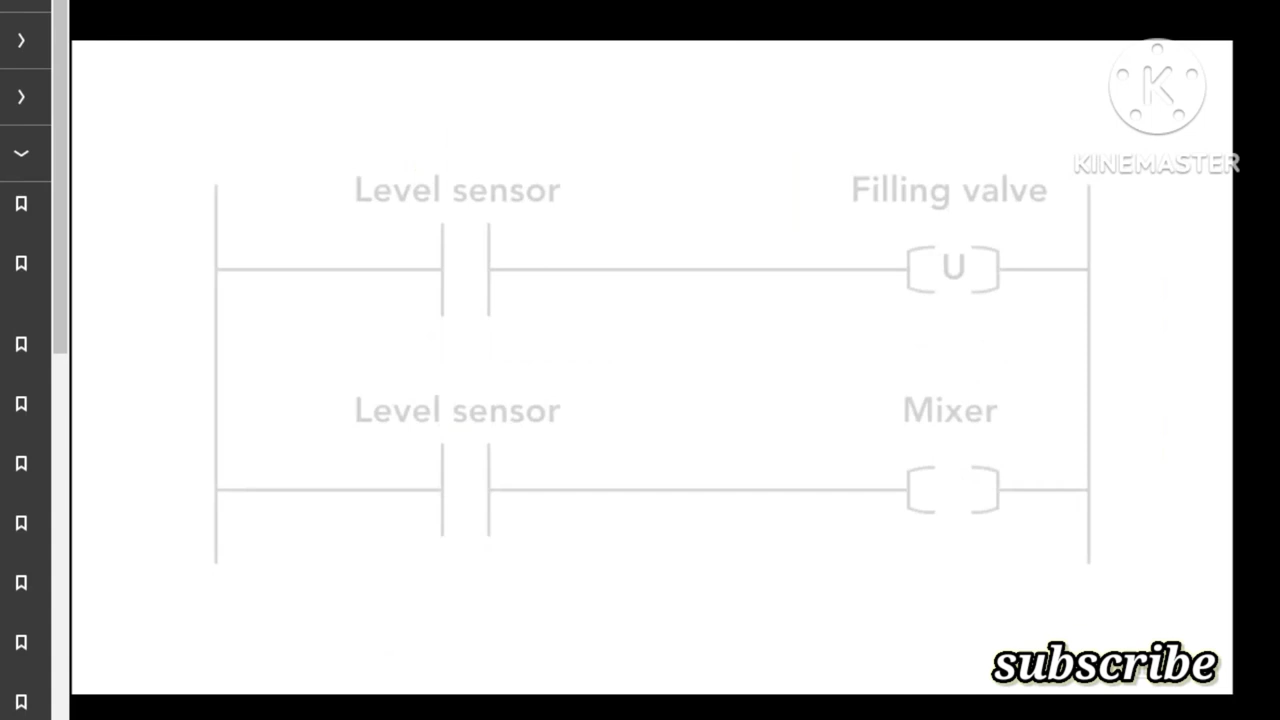 KINEMASTER
Level sensor
Filling valve
U
Level sensor
Mixer
subscribe